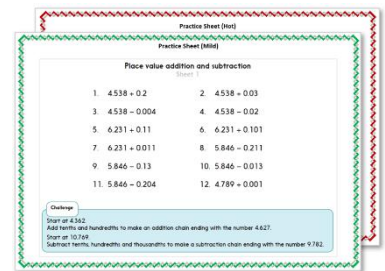 Practice Sheet (Hot)
Practice Sheet (Mild)
Place value addition and subtraction
Sheet 1
1. 4.538 + 0.2 2. 4.538 + 0.03
3. 4.538 – 0.004 4. 4.538 – 0.02
5. 6.231 + 0.11 6. 6.231 + 0.101
7. 6.231 + 0.011 8. 5.846 – 0.211
9. 5.846 – 0.13 10. 5.846 – 0.013
11. 5.846 – 0.204 12. 4.789 + 0.001
Challenge
Start at 4.362.
Add tenths and hundredths to make an addition chain ending with the number 4.627.
Start at 10.769.
Subtract tenths, hundredths and thousandths to make a subtraction chain ending with the number 9.782.